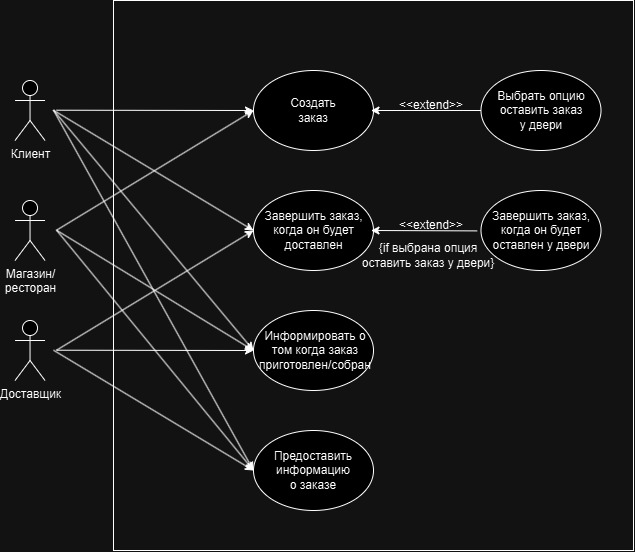 Клиент
Магазин/
ресторан
Доставщик
Создать
заказ
<<extend>>
Выбрать опцию
оставить заказ
у двери
Завершить заказ,
когда он будет
доставлен
<<extend>>
{if выбрана опция
оставить заказ у двери}
Завершить заказ,
когда он будет
оставлен у двери
Информировать о
том когда заказ
приготовлен/собран
Предоставить
информацию
о заказе